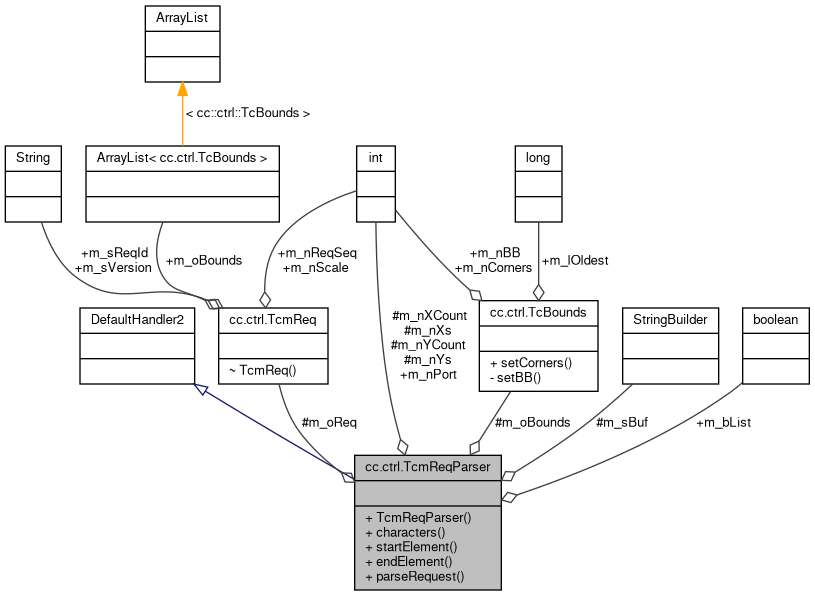 ArrayList
< cc::ctrl::TcBounds >
String
ArrayList< cc.ctrl.TcBounds >
int
long
+m_sReqId
+m_sVersion
+m_oBounds
+m_nReqSeq
+m_nScale
+m_nBB
+m_nCorners
+m_lOldest
DefaultHandler2
cc.ctrl.TcmReq
~ TcmReq()
#m_nXCount
#m_nXs
#m_nYCount
#m_nYs
+m_nPort
cc.ctrl.TcBounds
+ setCorners()
- setBB()
StringBuilder
boolean
#m_oReq
#m_oBounds
#m_sBuf
+m_bList
cc.ctrl.TcmReqParser
+ TcmReqParser()
+ characters()
+ startElement()
+ endElement()
+ parseRequest()